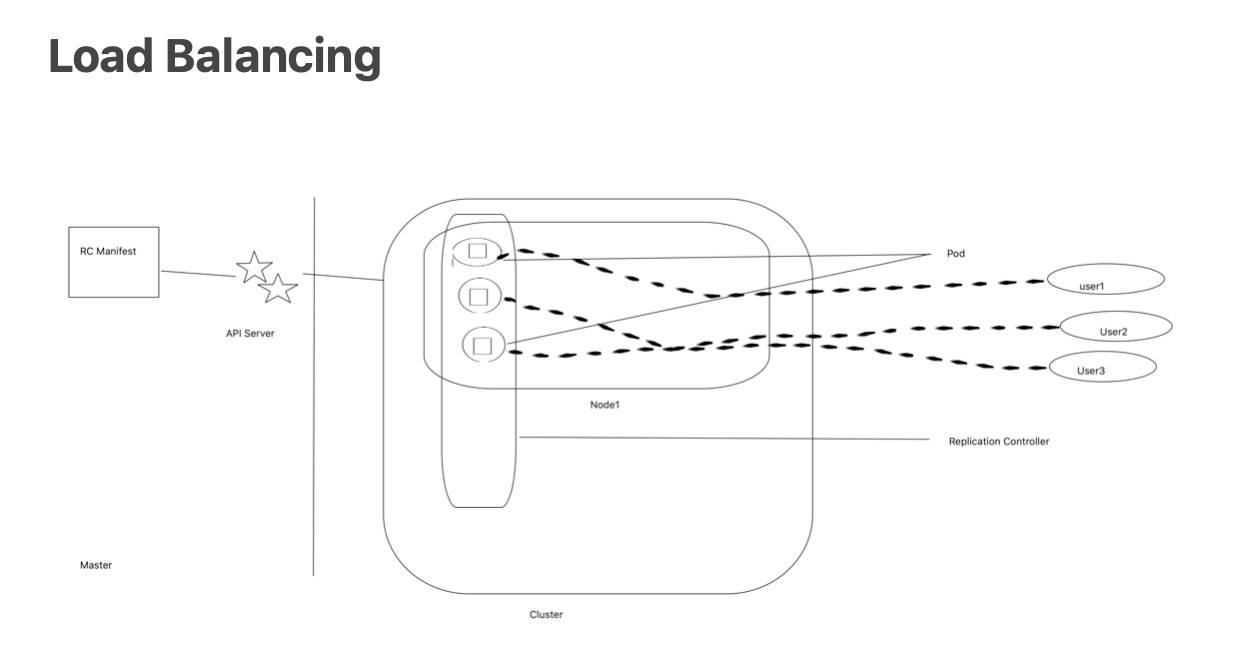 Load Balancing
RC Manifest
API Server
Pod
user1
User2
User3
Node1
Replication Controller
Master
Cluster